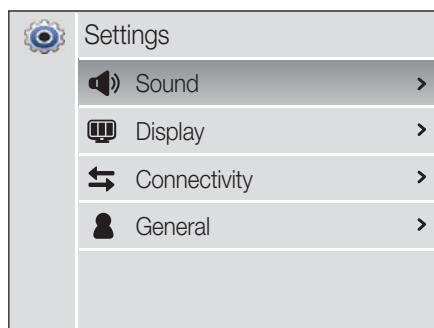 Settings
Sound
Display
Connectivity
General